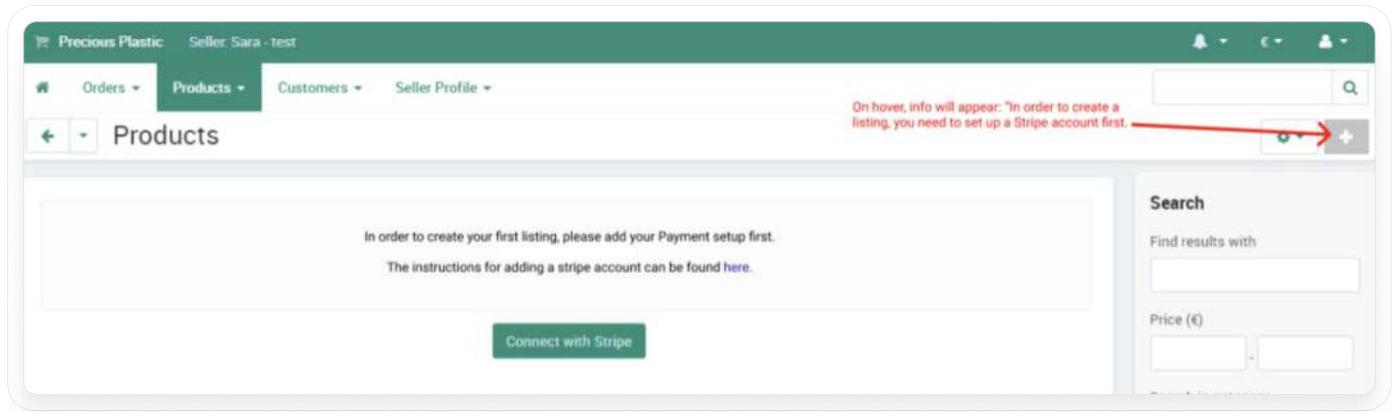 Precious Plastic Seller: Sara - test €
Orders Products Customers Seller Profile
On hover, info will appear: "In order to create a
listing, you need to set up a Stripe account first.
Products
Search
In order to create your first listing, please add your Payment setup first.
Find results with
The instructions for adding a stripe account can be found here.
Price (€)
Connect with Stripe
-